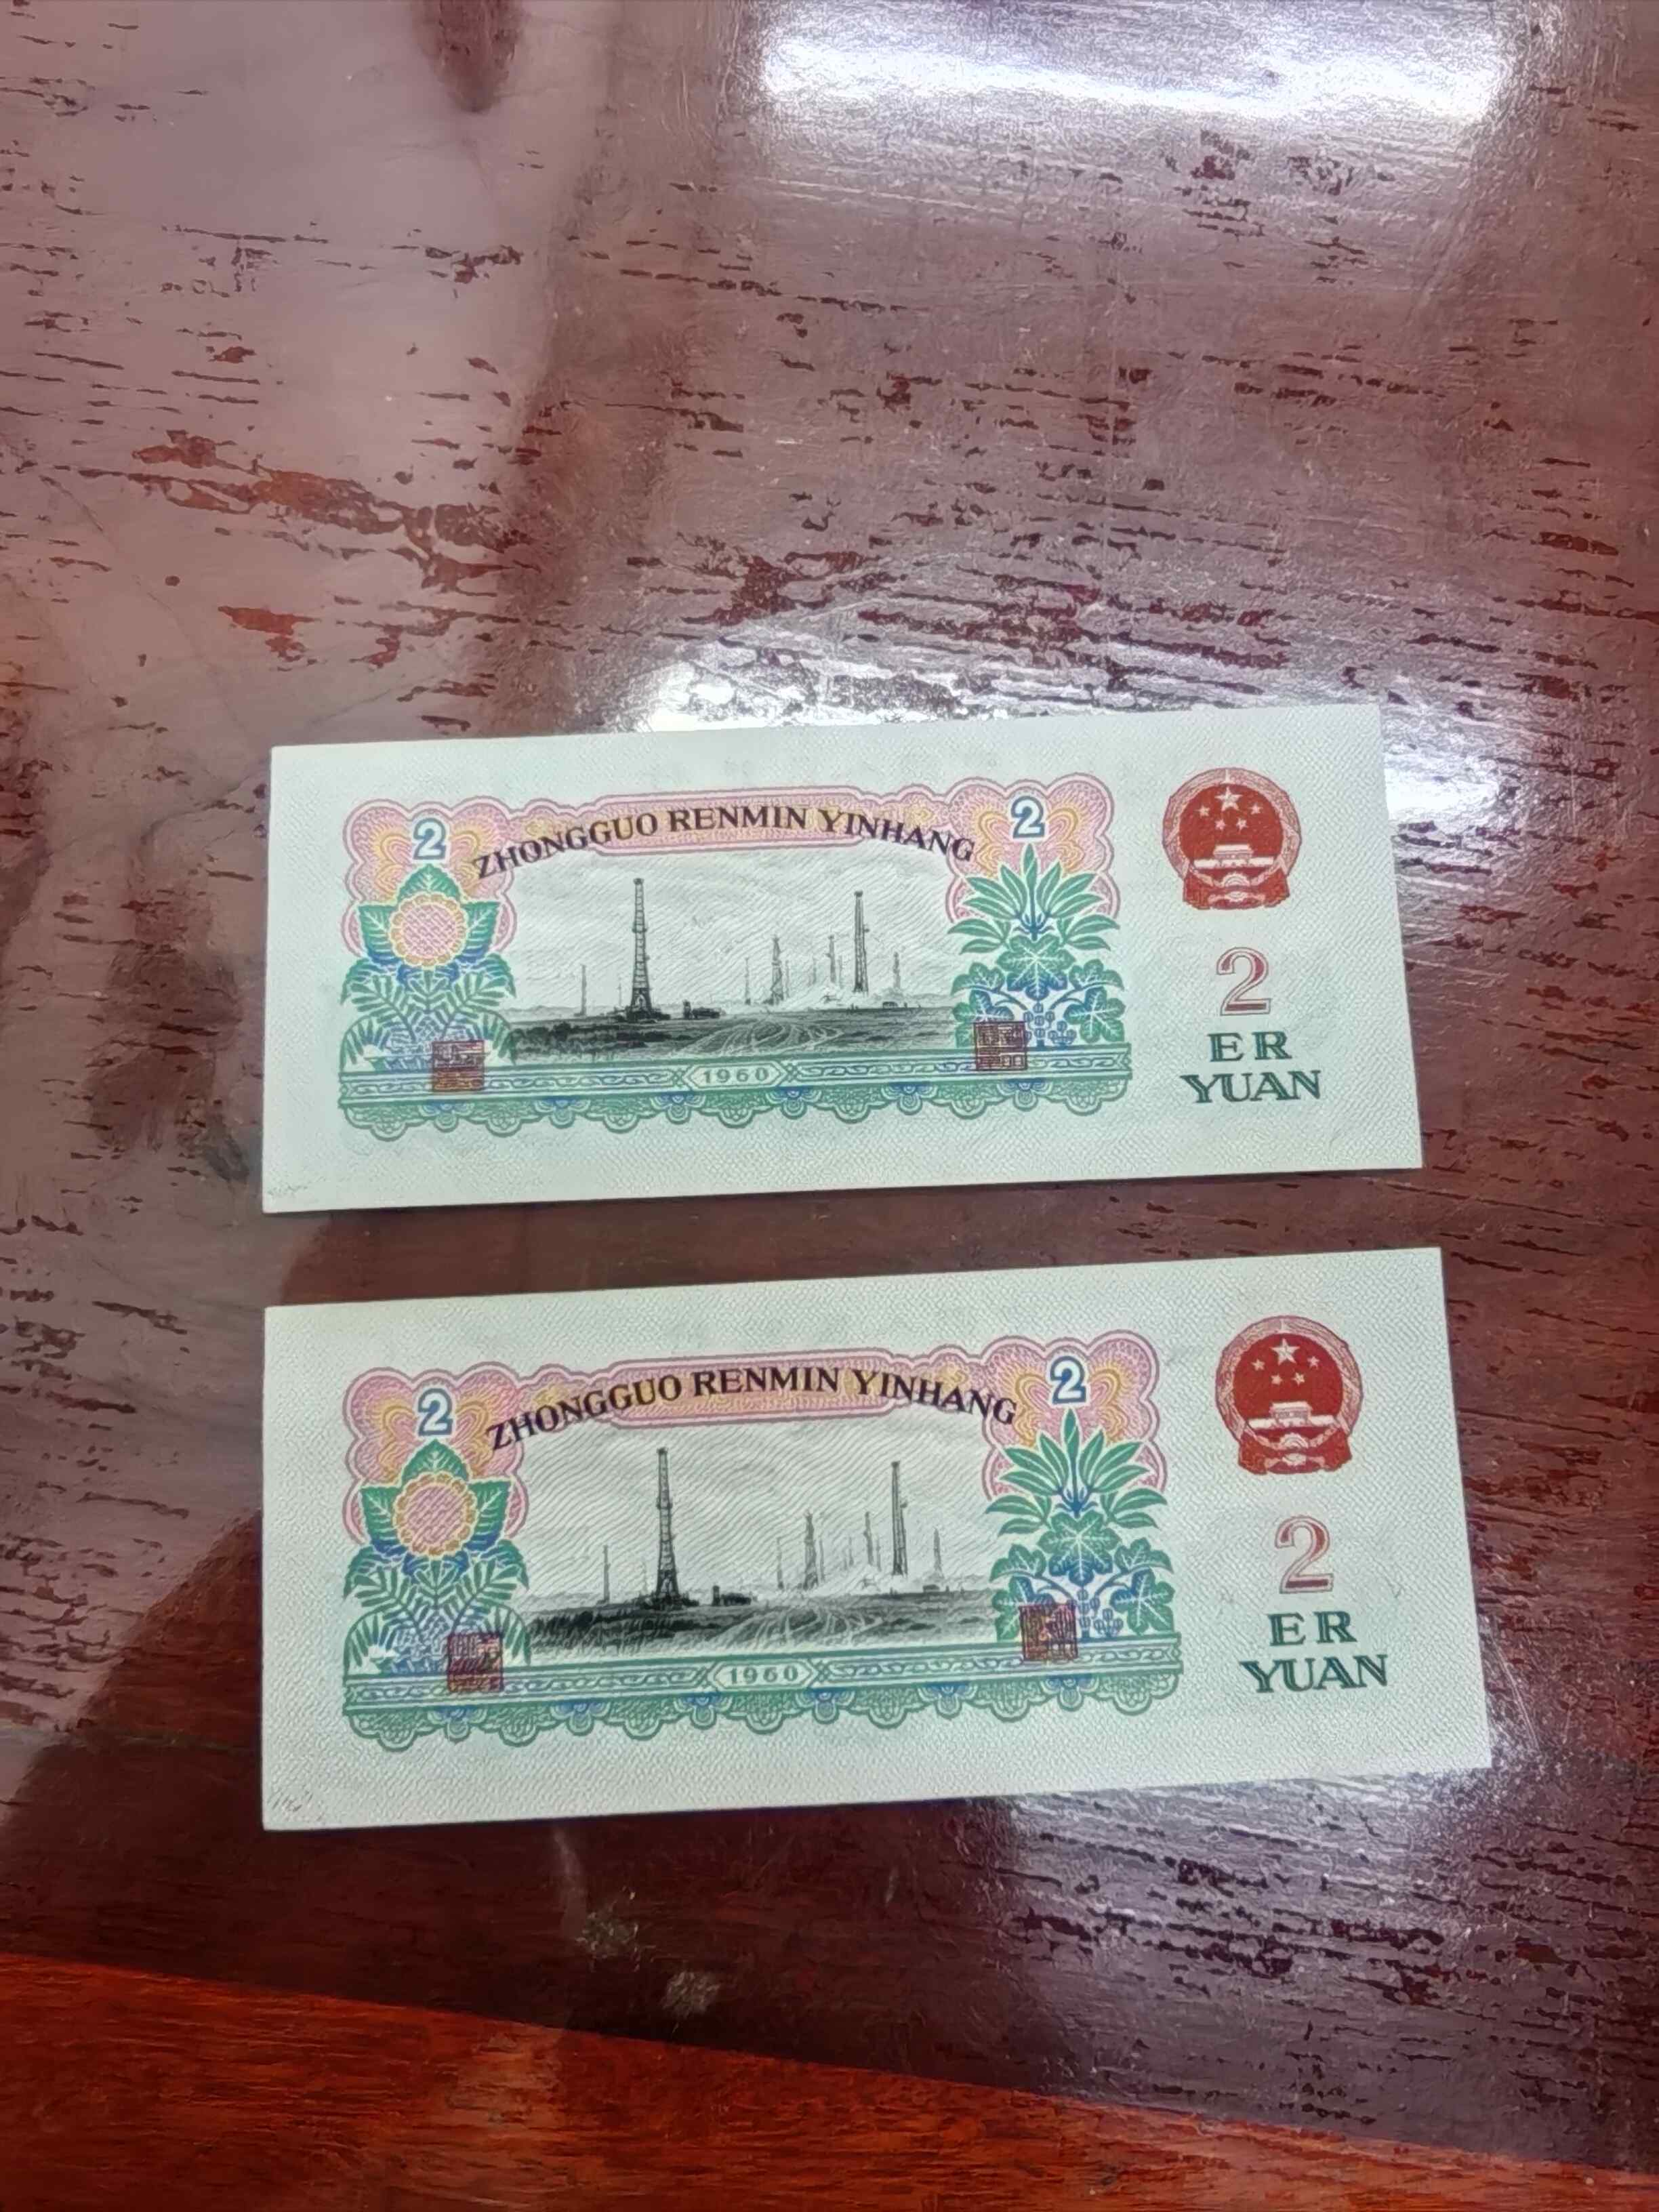 2
ZHONGGUO RENMIN YINHANG
2
1960
2
ER
YUAN
2
ZHONGGUO RENMIN YINHANG
2
1960
2
ER
YUAN